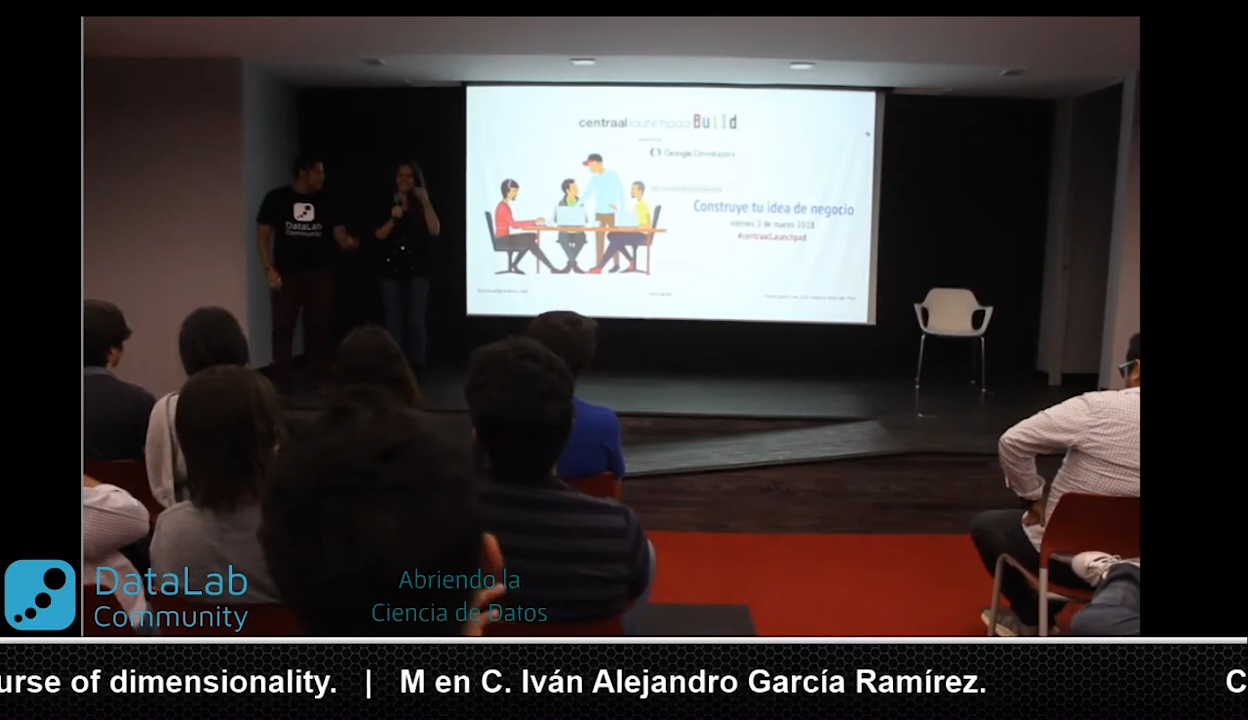 centraal launchpad Build
Google Developers
Construye tu idea de negocio
viernes 2 de marzo 2018
#centraalLaunchpad
DataLab
Community
DataLab
Community
Abriendo la
Ciencia de Datos
urse of dimensionality. | M en C. Iván Alejandro García Ramírez. C